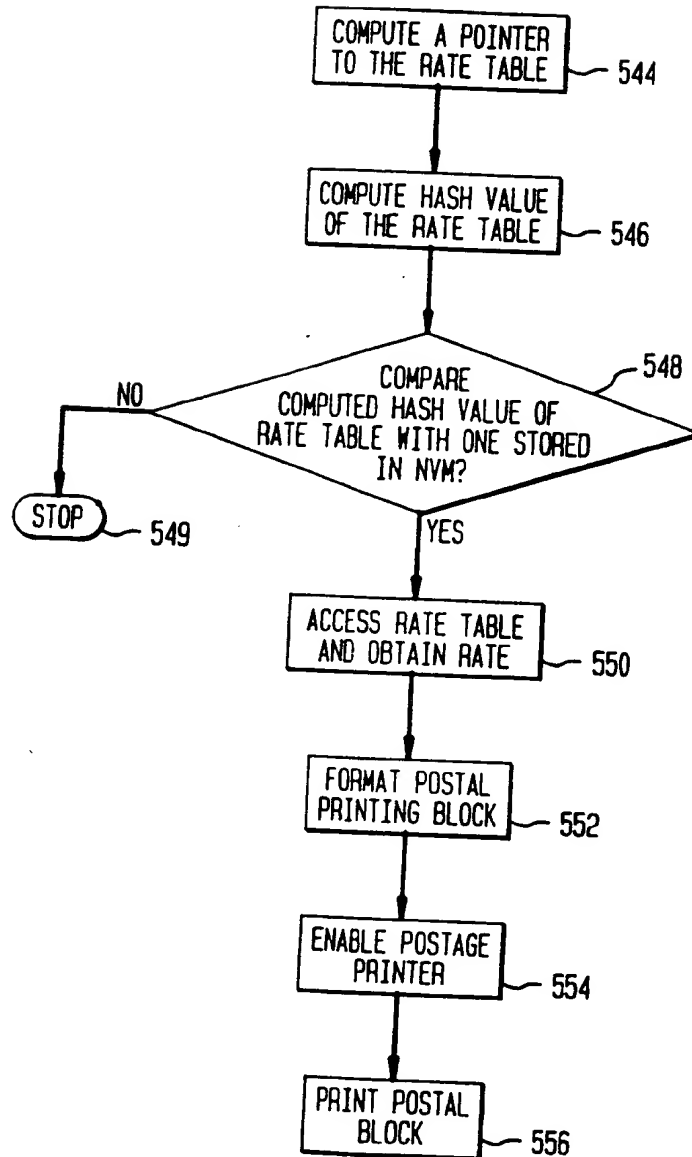 COMPUTE A POINTER
TO THE RATE TABLE
544
COMPUTE HASH VALUE
OF THE RATE TABLE
546
548
COMPARE
COMPUTED HASH VALUE OF
RATE TABLE WITH ONE STORED
IN NVM?
NO
STOP
549
YES
ACCESS RATE TABLE
AND OBTAIN RATE
550
FORMAT POSTAL
PRINTING BLOCK
552
ENABLE POSTAGE
PRINTER
554
PRINT POSTAL
BLOCK
556